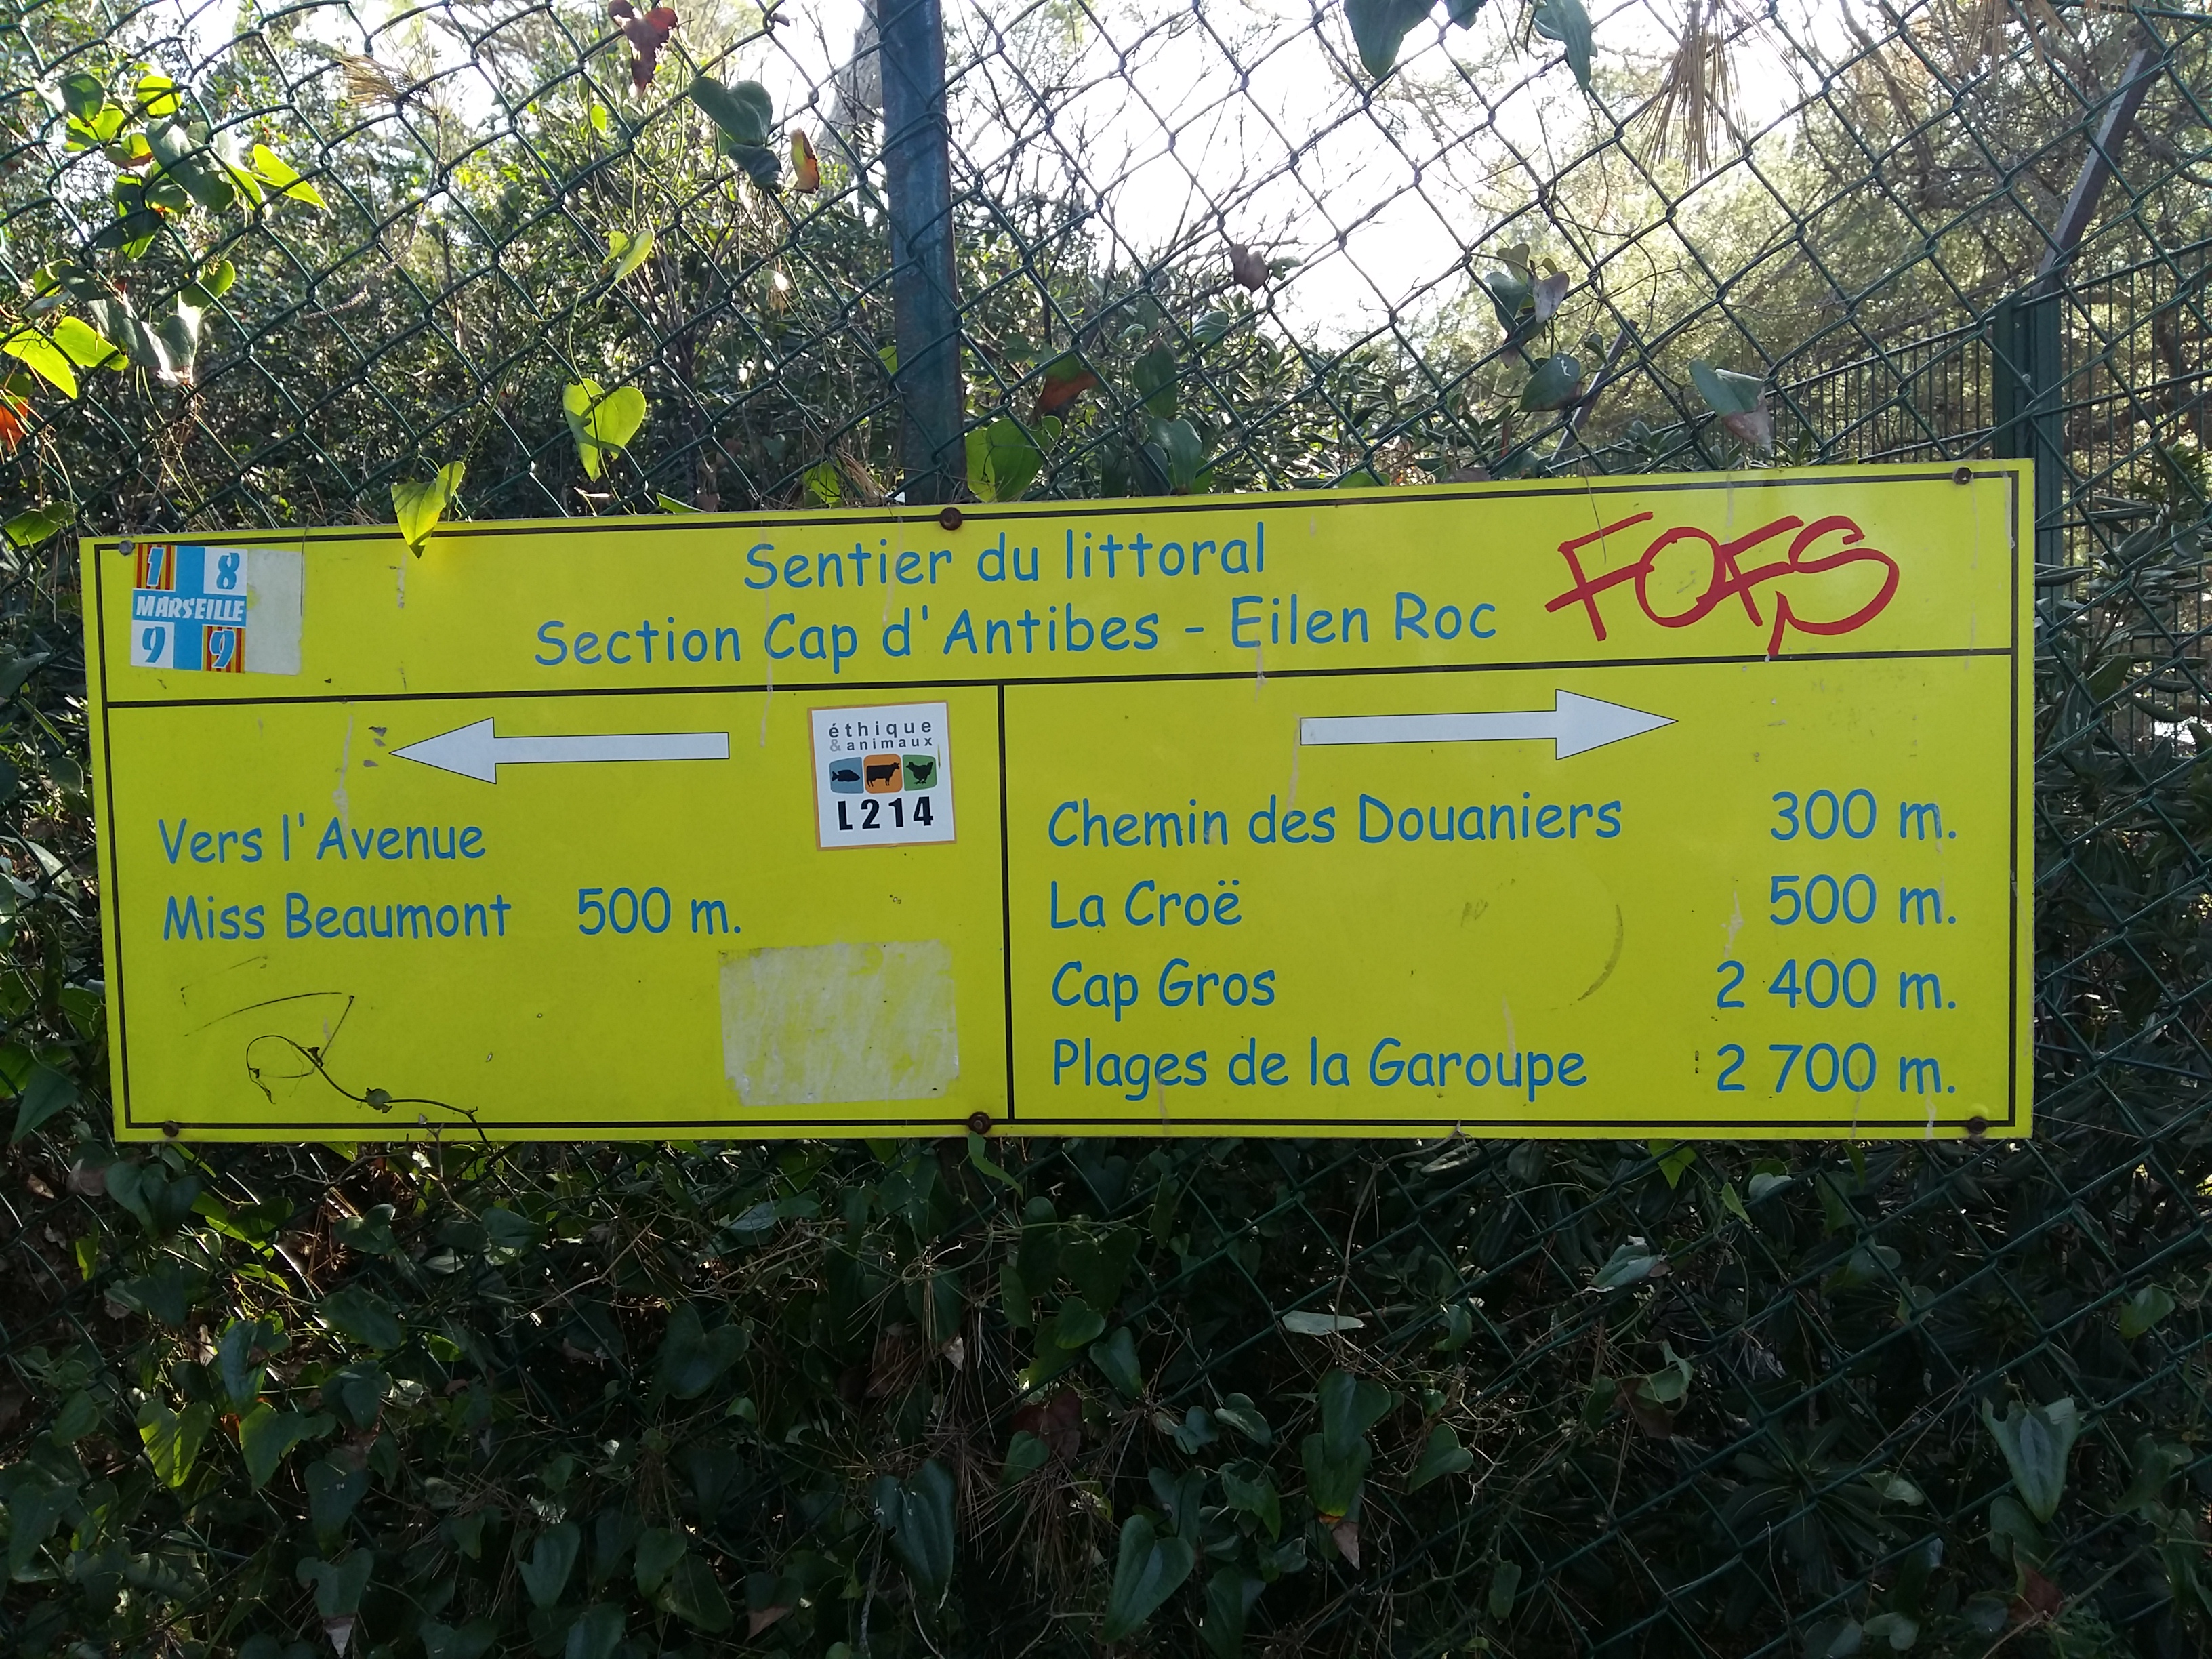 Sentier du littoral
Section Cap d'Antibes - Eilen Roc
FOFS
1 8
MARSEILLE
9 9
éthique
& animaux
L214
Vers l'Avenue
Miss Beaumont 500 m.
Chemin des Douaniers 300 m.
La Croë 500 m.
Cap Gros 2 400 m.
Plages de la Garoupe 2 700 m.